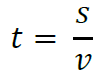 t = s/v